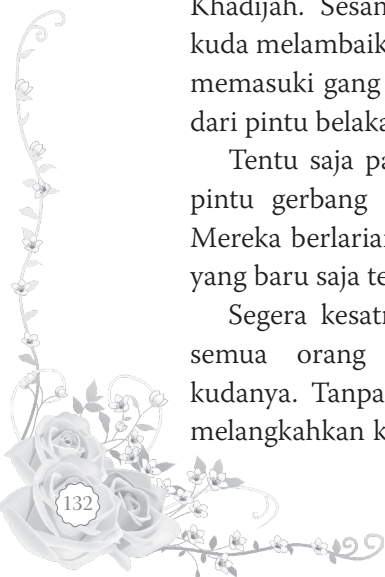 Khadijah. Sesa
kuda melambaik
memasuki gang
dari pintu belaka
Tentu saja pa
pintu gerbang
Mereka berlarian
yang baru saja te
Segera kesatr
semua orang
kudanya. Tanpa
melangkahkan k
132